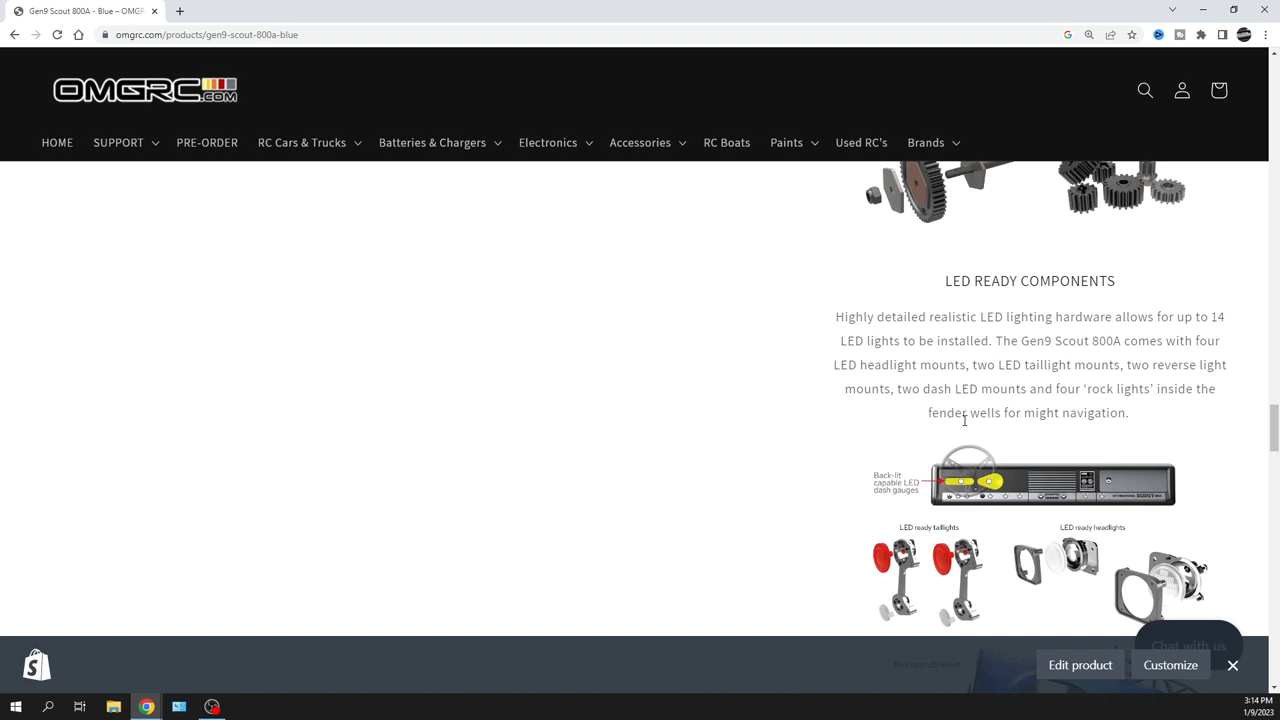 Gen9 Scout 800A - Blue – OMG
omgrc.com/products/gen9-scout-800a-blue
OMGRC.COM
HOME
SUPPORT
PRE-ORDER
RC Cars & Trucks
Batteries & Chargers
Electronics
Accessories
RC Boats
Paints
Used RC's
Brands
LED READY COMPONENTS
Highly detailed realistic LED lighting hardware allows for up to 14
LED lights to be installed. The Gen9 Scout 800A comes with four
LED headlight mounts, two LED taillight mounts, two reverse light
mounts, two dash LED mounts and four ‘rock lights’ inside the
fender wells for might navigation.
Back-lit
capable LED
dash gauges
LED ready taillights
LED ready headlights
Chat with us
Edit product
Customize
3:14 PM
1/9/2023